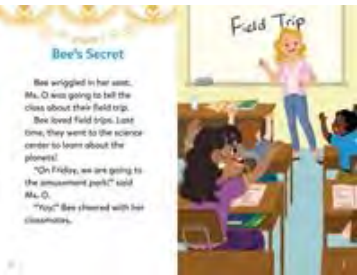 Bee's Secret
Bee wriggled in her seat.
Ms. O was going to tell the
class about their field trip.
Bee loved field trips. Last
time, they went to the science
center to learn about the
planets!
"On Friday, we are going to
the amusement park!" said
Ms. O.
"Yay!" Bee cheered with her
classmates.
Field Trip